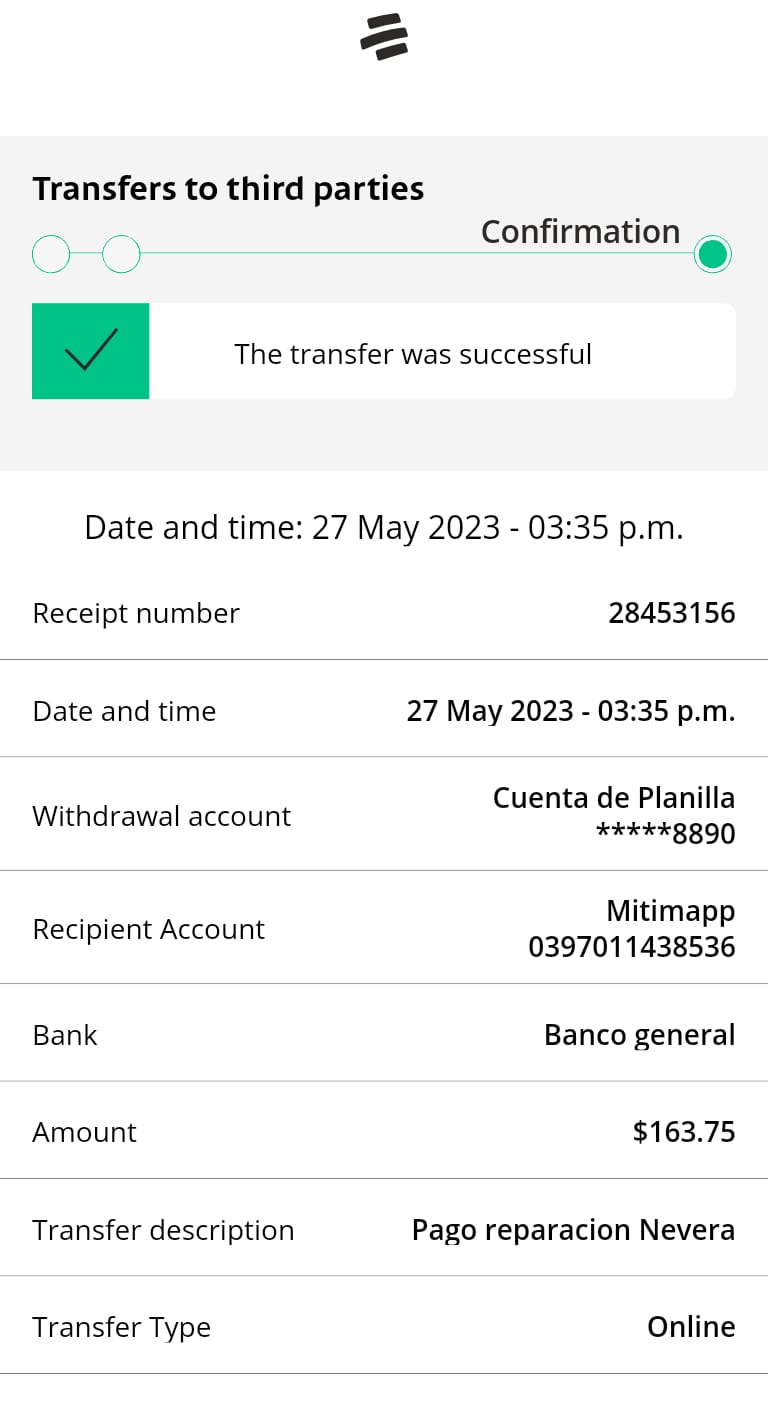 Transfers to third parties
Confirmation
The transfer was successful
Date and time: 27 May 2023 - 03:35 p.m.
Receipt number 28453156
Date and time 27 May 2023 - 03:35 p.m.
Withdrawal account Cuenta de Planilla
*****8890
Recipient Account Mitimapp
0397011438536
Bank Banco general
Amount $163.75
Transfer description Pago reparacion Nevera
Transfer Type Online